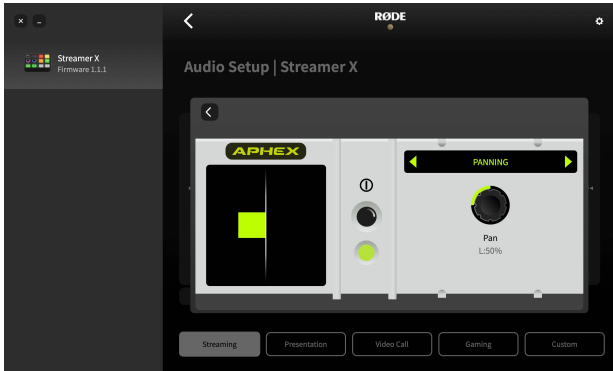 RØDE
Streamer X
Firmware 1.1.1
Audio Setup | Streamer X
APHEX
PANNING
Pan
L:50%
Streaming
Presentation
Video Call
Gaming
Custom